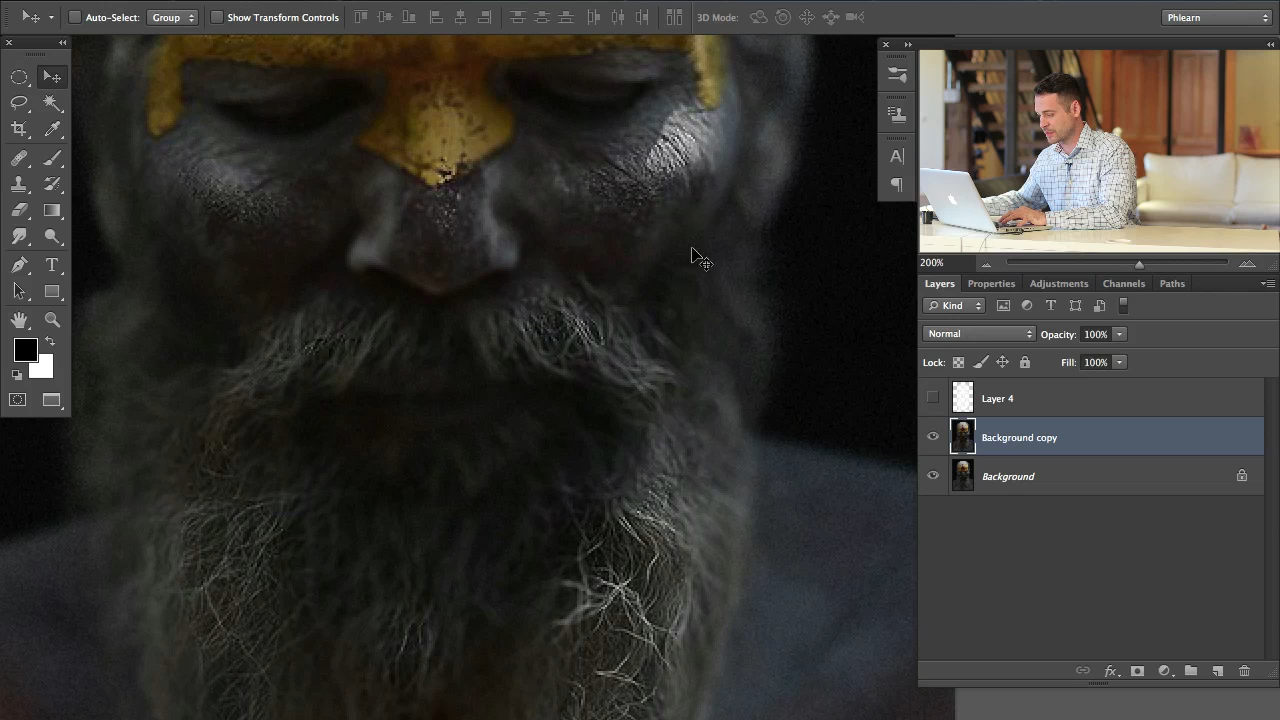 Auto-Select:
Group
Show Transform Controls
3D Mode:
Phlearn
200%
Layers
Properties
Adjustments
Channels
Paths
Kind
Normal
Opacity: 100%
Lock:
Fill: 100%
Layer 4
Background copy
Background